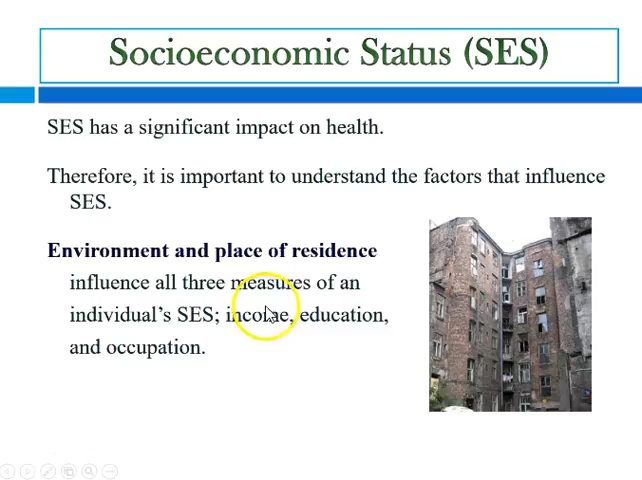 Socioeconomic Status (SES)
SES has a significant impact on health.
Therefore, it is important to understand the factors that influence
SES.
Environment and place of residence
influence all three measures of an
individual's SES; income, education,
and occupation.